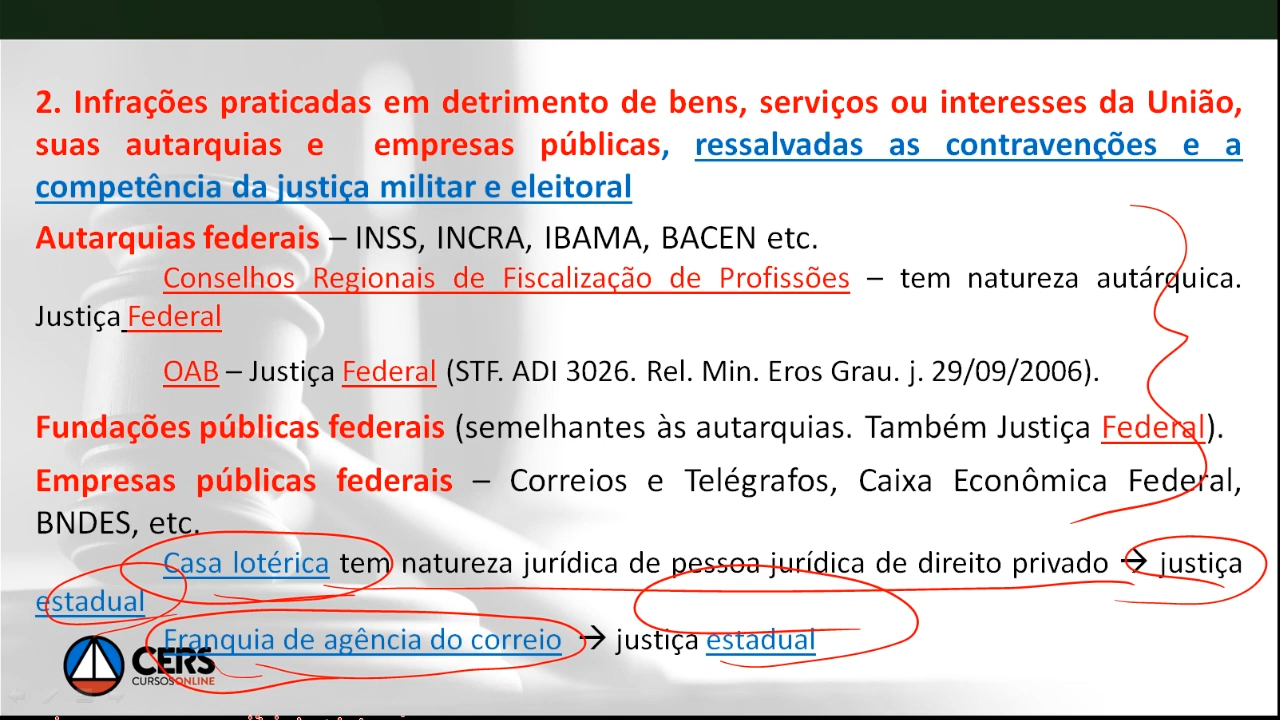 2. Infrações praticadas em detrimento de bens, serviços ou interesses da União,
suas autarquias e empresas públicas, ressalvadas as contravenções e a
competência da justiça militar e eleitoral
Autarquias federais – INSS, INCRA, IBAMA, BACEN etc.
Conselhos Regionais de Fiscalização de Profissões – tem natureza autárquica.
Justiça Federal
OAB – Justiça Federal (STF. ADI 3026. Rel. Min. Eros Grau. j. 29/09/2006).
Fundações públicas federais (semelhantes às autarquias. Também Justiça Federal).
Empresas públicas federais – Correios e Telégrafos, Caixa Econômica Federal,
BNDES, etc.
Casa lotérica tem natureza jurídica de pessoa jurídica de direito privado → justiça
estadual
Franquia de agência do correio → justiça estadual
CERS
CURSOS ONLINE